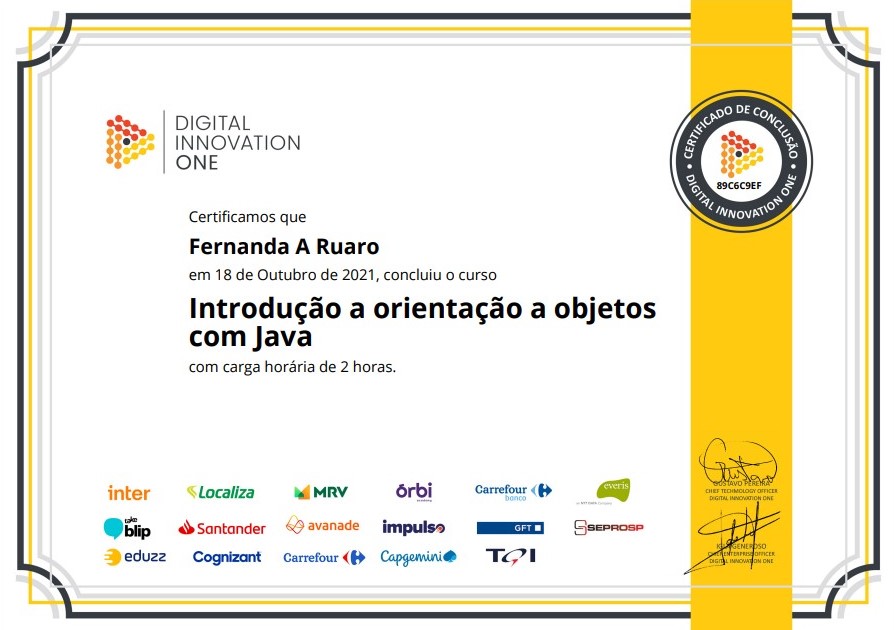 DIGITAL
INNOVATION
ONE
CERTIFICADO DE CONCLUSÃO
89C6C9EF
DIGITAL INNOVATION ONE
Certificamos que
Fernanda A Ruaro
em 18 de Outubro de 2021, concluiu o curso
Introdução a orientação a objetos
com Java
com carga horária de 2 horas.
inter Localiza MRV órbi Carrefour banco everis
take blip Santander avanade impulso GFT SEPROSP
eduzz Cognizant Carrefour Capgemini TQI
GUSTAVO PEREIRA
CHIEF TECHNOLOGY OFFICER
DIGITAL INNOVATION ONE
GENEROSO
CHIEF ENTERPRISE OFFICER
DIGITAL INNOVATION ONE